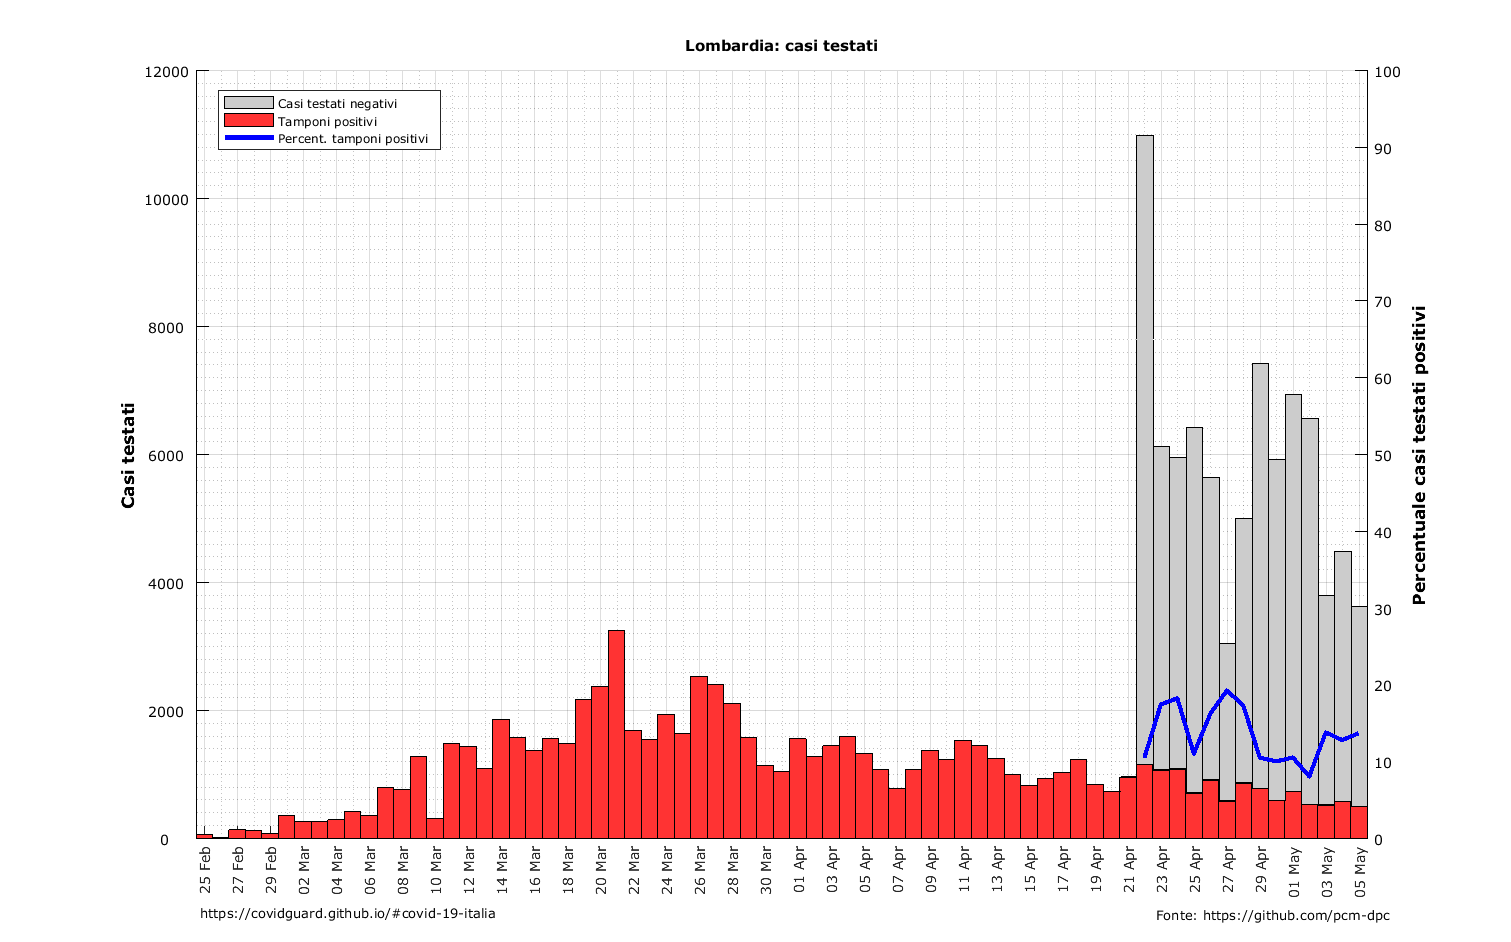 Lombardia: casi testati
12000
10000
8000
6000
4000
2000
0
100
90
80
70
60
50
40
30
20
10
0
Casi testati negativi
Tamponi positivi
Percent. tamponi positivi
Casi testati
Percentuale casi testati positivi
25 Feb
27 Feb
29 Feb
02 Mar
04 Mar
06 Mar
08 Mar
10 Mar
12 Mar
14 Mar
16 Mar
18 Mar
20 Mar
22 Mar
24 Mar
26 Mar
28 Mar
30 Mar
01 Apr
03 Apr
05 Apr
07 Apr
09 Apr
11 Apr
13 Apr
15 Apr
17 Apr
19 Apr
21 Apr
23 Apr
25 Apr
27 Apr
29 Apr
01 May
03 May
05 May
https://covidguard.github.io/#covid-19-italia
Fonte: https://github.com/pcm-dpc